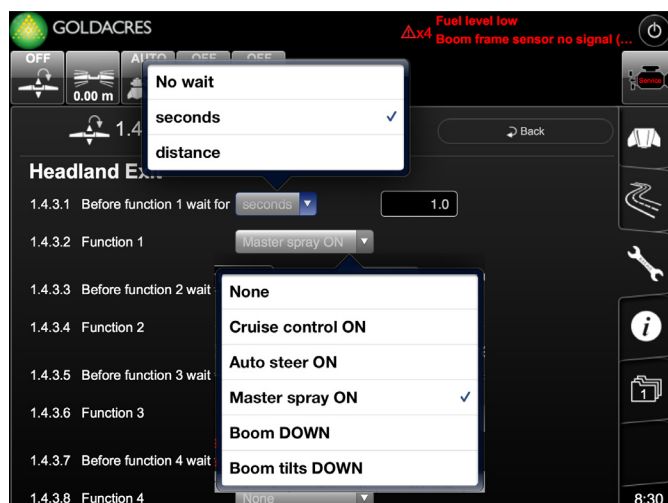 GOLDACRES
x4 Fuel level low
Boom frame sensor no signal (...
OFF AUTO OFF OFF
0.00 m
Service
No wait
seconds
distance
1.4
Back
Headland Exit
1.4.3.1 Before function 1 wait for seconds 1.0
1.4.3.2 Function 1 Master spray ON
1.4.3.3 Before function 2 wait
1.4.3.4 Function 2
1.4.3.5 Before function 3 wait
1.4.3.6 Function 3
1.4.3.7 Before function 4 wait
1.4.3.8 Function 4 None
None
Cruise control ON
Auto steer ON
Master spray ON
Boom DOWN
Boom tilts DOWN
i
1
8:30